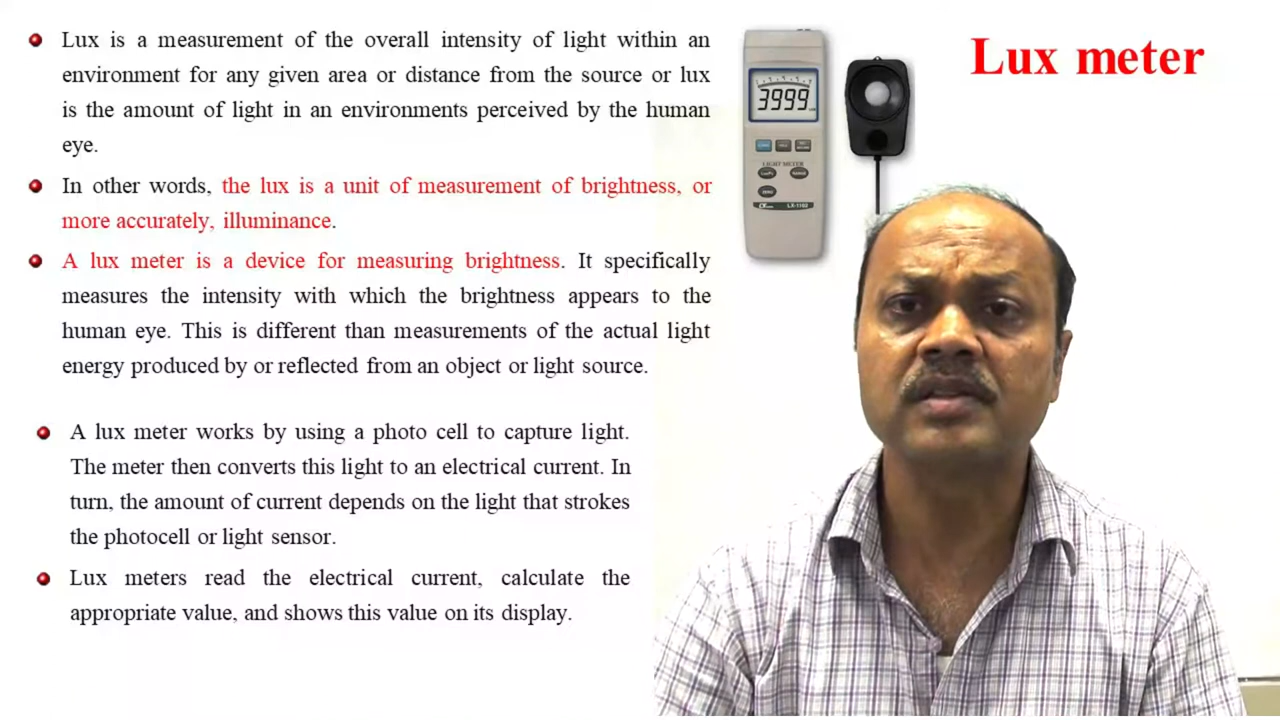 Lux meter
Lux is a measurement of the overall intensity of light within an
environment for any given area or distance from the source or lux
is the amount of light in an environments perceived by the human
eye.
In other words, the lux is a unit of measurement of brightness, or
more accurately, illuminance.
A lux meter is a device for measuring brightness. It specifically
measures the intensity with which the brightness appears to the
human eye. This is different than measurements of the actual light
energy produced by or reflected from an object or light source.
A lux meter works by using a photo cell to capture light.
The meter then converts this light to an electrical current. In
turn, the amount of current depends on the light that strokes
the photocell or light sensor.
Lux meters read the electrical current, calculate the
appropriate value, and shows this value on its display.
3999
LIGHT METER
LX-1102